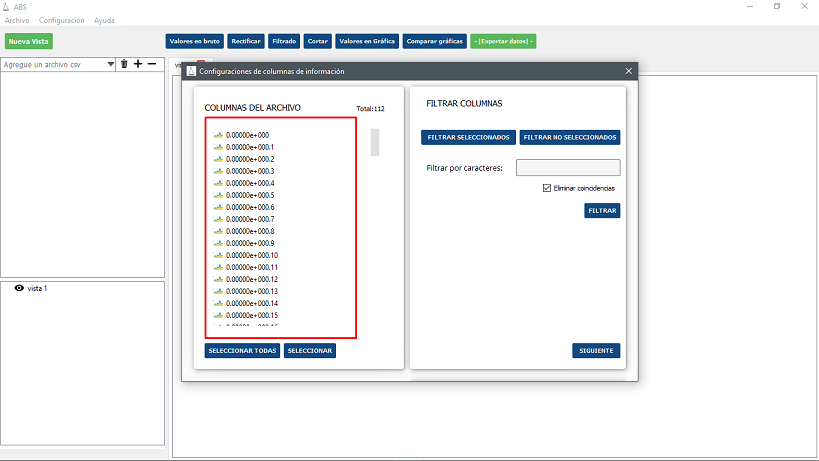 ABS
Archivo Configuración Ayuda
Nueva Vista
Valores en bruto Rectificar Filtrado Cortar Valores en Gráfica Comparar gráficas - |Exportar datos| -
Agregue un archivo csv
Configuraciones de columnas de información
COLUMNAS DEL ARCHIVO
Total:112
0.00000e+000
0.00000e+000.1
0.00000e+000.2
0.00000e+000.3
0.00000e+000.4
0.00000e+000.5
0.00000e+000.6
0.00000e+000.7
0.00000e+000.8
0.00000e+000.9
0.00000e+000.10
0.00000e+000.11
0.00000e+000.12
0.00000e+000.13
0.00000e+000.14
0.00000e+000.15
SELECCIONAR TODAS SELECCIONAR
FILTRAR COLUMNAS
FILTRAR SELECCIONADOS FILTRAR NO SELECCIONADOS
Filtrar por caracteres:
Eliminar coincidencias
FILTRAR
SIGUIENTE
vista 1